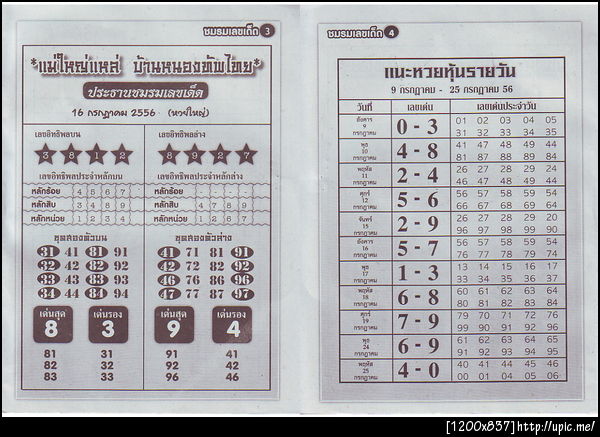 ชมรมเลขเด็ด 3
*แม่ใหญ่แหล่ บ้านหนองทัพไทย*
ประธานชมรมเลขเด็ด
16 กรกฎาคม 2556 (หวยใหญ่)
เลขอิทธิพลบน เลขอิทธิพลล่าง
3 8 1 2 8 9 2 7
เลขอิทธิพลประจำหลักบน เลขอิทธิพลประจำหลักล่าง
หลักร้อย 4 5 6 7 หลักร้อย - - - -
หลักสิบ 3 4 8 9 หลักสิบ 4 7 8 9
หลักหน่วย 1 2 3 4 หลักหน่วย 1 2 6 7
ชุดสองตัวบน ชุดสองตัวล่าง
31 41 81 91 41 71 81 91
32 42 82 92 42 72 82 92
33 43 83 93 46 76 86 96
34 44 84 94 47 77 87 97
เด่นสุด เด่นรอง เด่นสุด เด่นรอง
8 3 9 4
81 31 91 41
82 32 92 42
83 33 96 46
ชมรมเลขเด็ด 4
แนะหวยหุ้นรายวัน
9 กรกฎาคม - 25 กรกฎาคม 56
วันที่ เลขเด่น เลขเด่นประจำวัน
อังคาร 9 กรกฎาคม 0 - 3 01 02 03 04 05
31 32 33 34 35
พุธ 10 กรกฎาคม 4 - 8 41 47 48 49 44
81 87 89 84 84
พฤหัส 11 กรกฎาคม 2 - 4 26 27 28 29 24
46 47 48 49 44
ศุกร์ 12 กรกฎาคม 5 - 6 56 57 58 59 54
66 67 68 69 64
จันทร์ 15 กรกฎาคม 2 - 9 26 27 28 29 20
96 97 98 99 90
อังคาร 16 กรกฎาคม 5 - 7 56 57 58 59 54
76 77 78 79 74
พุธ 17 กรกฎาคม 1 - 3 13 14 15 16 17
33 34 35 36 37
พฤหัส 18 กรกฎาคม 6 - 8 60 61 62 63 64
80 81 82 83 84
ศุกร์ 19 กรกฎาคม 7 - 9 79 70 71 72 76
99 90 91 92 96
พุธ 24 กรกฎาคม 6 - 9 61 62 63 64 65
91 92 93 94 95
พฤหัส 25 กรกฎาคม 4 - 0 40 41 44 45 46
00 01 04 05 06
[1200x837]http://upic.me/